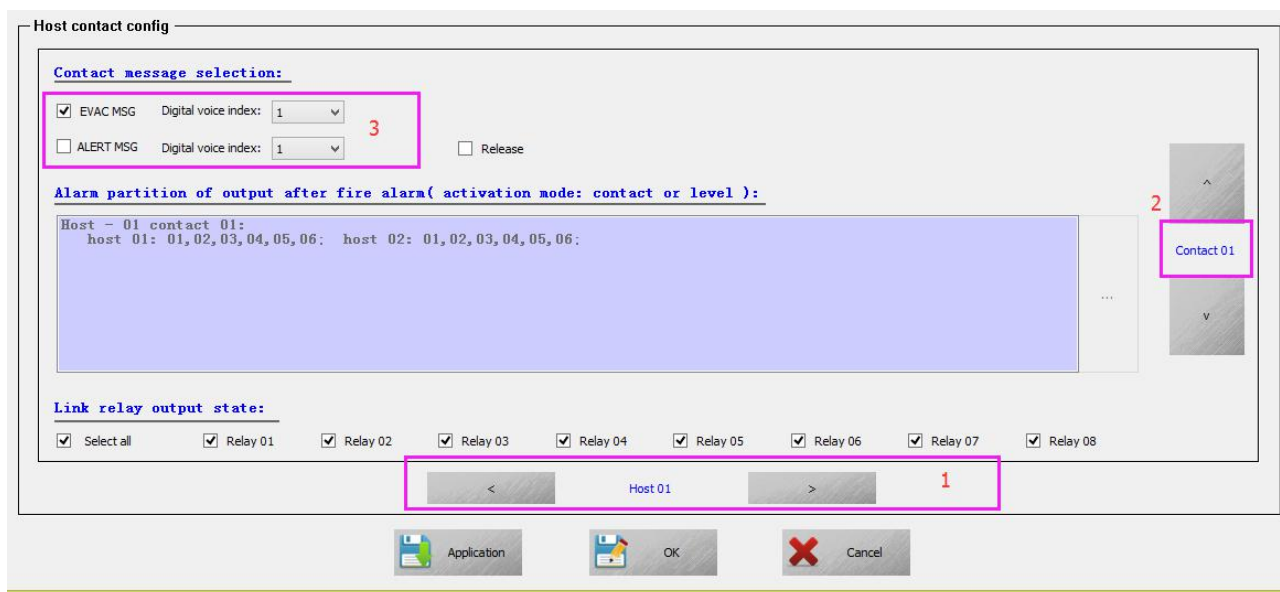 Host contact config
Contact message selection:
EVAC MSG Digital voice index: 1
3
ALERT MSG Digital voice index: 1 Release
^
Alarm partition of output after fire alarm( activation mode: contact or level ):
2
Host - 01 contact 01:
host 01: 01,02,03,04,05,06; host 02: 01,02,03,04,05,06;
Contact 01
...
v
Link relay output state:
Select all Relay 01 Relay 02 Relay 03 Relay 04 Relay 05 Relay 06 Relay 07 Relay 08
< Host 01 > 1
Application OK Cancel